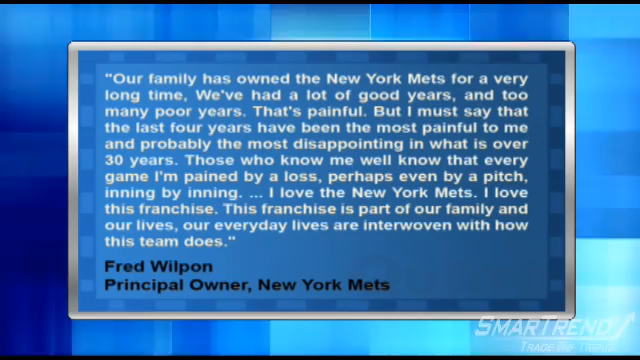 "Our family has owned the New York Mets for a very
long time, We've had a lot of good years, and too
many poor years. That's painful. But I must say that
the last four years have been the most painful to me
and probably the most disappointing in what is over
30 years. Those who know me well know that every
game I'm pained by a loss, perhaps even by a pitch,
inning by inning. ... I love the New York Mets. I love
this franchise. This franchise is part of our family and
our lives, our everyday lives are interwoven with how
this team does."
Fred Wilpon
Principal Owner, New York Mets
SMARTREND
TRADE THE TREND